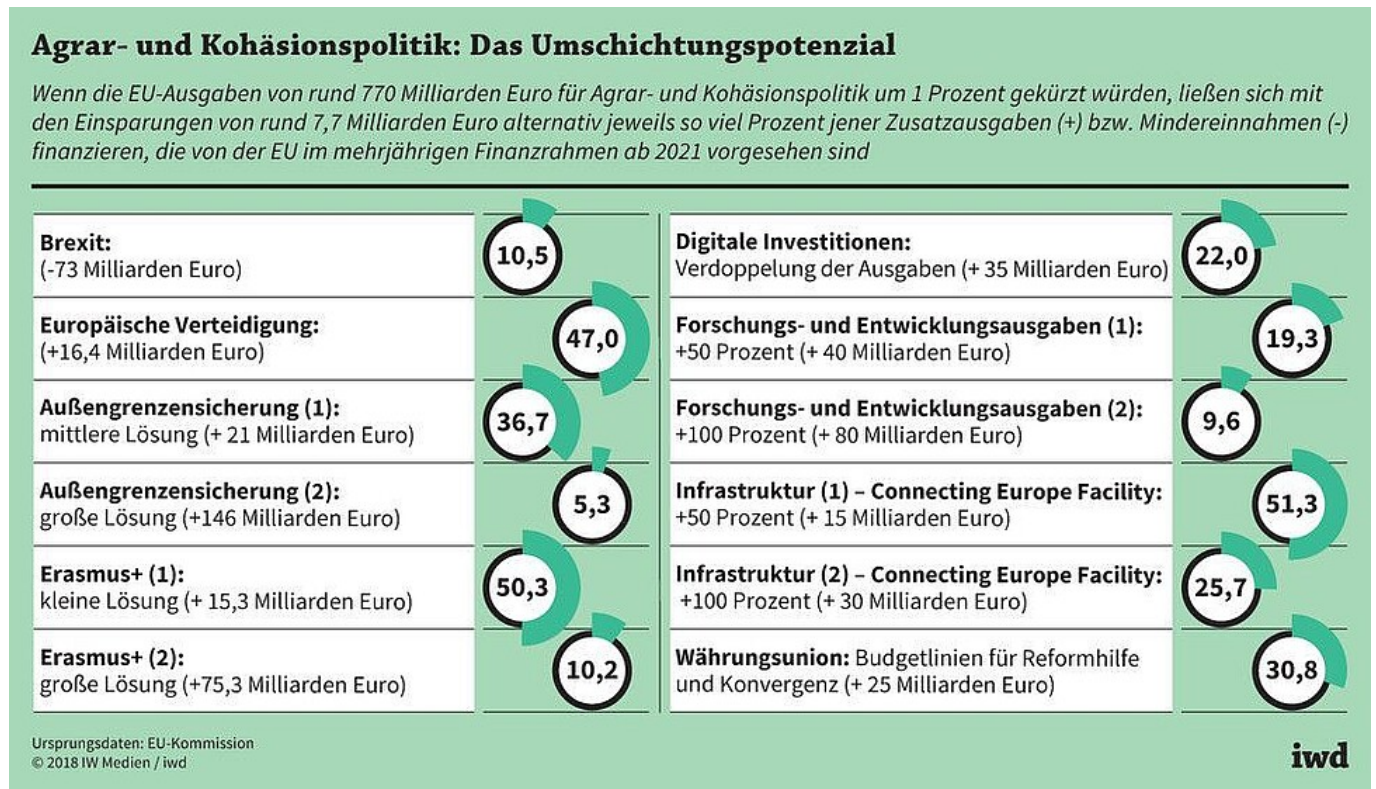 Agrar- und Kohäsionspolitik: Das Umschichtungspotenzial
Wenn die EU-Ausgaben von rund 770 Milliarden Euro für Agrar- und Kohäsionspolitik um 1 Prozent gekürzt würden, ließen sich mit
den Einsparungen von rund 7,7 Milliarden Euro alternativ jeweils so viel Prozent jener Zusatzausgaben (+) bzw. Mindereinnahmen (-)
finanzieren, die von der EU im mehrjährigen Finanzrahmen ab 2021 vorgesehen sind
Brexit:
(-73 Milliarden Euro)
10,5
Europäische Verteidigung:
(+16,4 Milliarden Euro)
47,0
Außengrenzensicherung (1):
mittlere Lösung (+ 21 Milliarden Euro)
36,7
Außengrenzensicherung (2):
große Lösung (+146 Milliarden Euro)
5,3
Erasmus+ (1):
kleine Lösung (+ 15,3 Milliarden Euro)
50,3
Erasmus+ (2):
große Lösung (+75,3 Milliarden Euro)
10,2
Digitale Investitionen:
Verdoppelung der Ausgaben (+ 35 Milliarden Euro)
22,0
Forschungs- und Entwicklungsausgaben (1):
+50 Prozent (+ 40 Milliarden Euro)
19,3
Forschungs- und Entwicklungsausgaben (2):
+100 Prozent (+ 80 Milliarden Euro)
9,6
Infrastruktur (1) – Connecting Europe Facility:
+50 Prozent (+ 15 Milliarden Euro)
51,3
Infrastruktur (2) – Connecting Europe Facility:
+100 Prozent (+ 30 Milliarden Euro)
25,7
Währungsunion: Budgetlinien für Reformhilfe
und Konvergenz (+ 25 Milliarden Euro)
30,8
Ursprungsdaten: EU-Kommission
© 2018 IW Medien / iwd
iwd